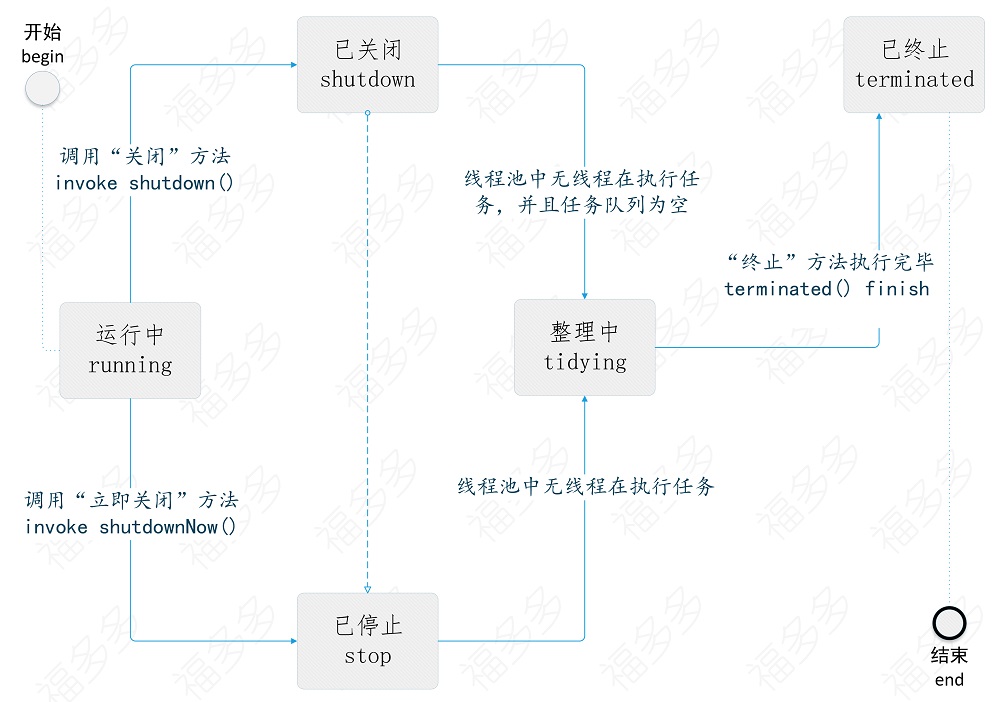 开始
begin
已关闭
shutdown
已终止
terminated
调用“关闭”方法
invoke shutdown()
线程池中无线程在执行任
务，并且任务队列为空
“终止”方法执行完毕
terminated() finish
运行中
running
整理中
tidying
调用“立即关闭”方法
invoke shutdownNow()
线程池中无线程在执行任务
已停止
stop
结束
end
福多多